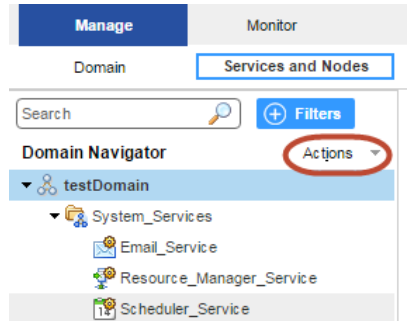 Manage Monitor
Domain Services and Nodes
Search Filters
Domain Navigator Actions
testDomain
System_Services
Email_Service
Resource_Manager_Service
Scheduler_Service